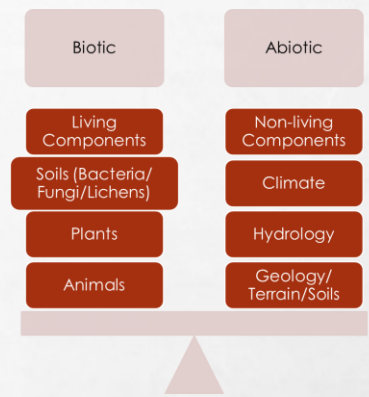 Biotic
Abiotic
Living
Components
Non-living
Components
Soils (Bacteria/
Fungi/Lichens)
Climate
Plants
Hydrology
Animals
Geology/
Terrain/Soils